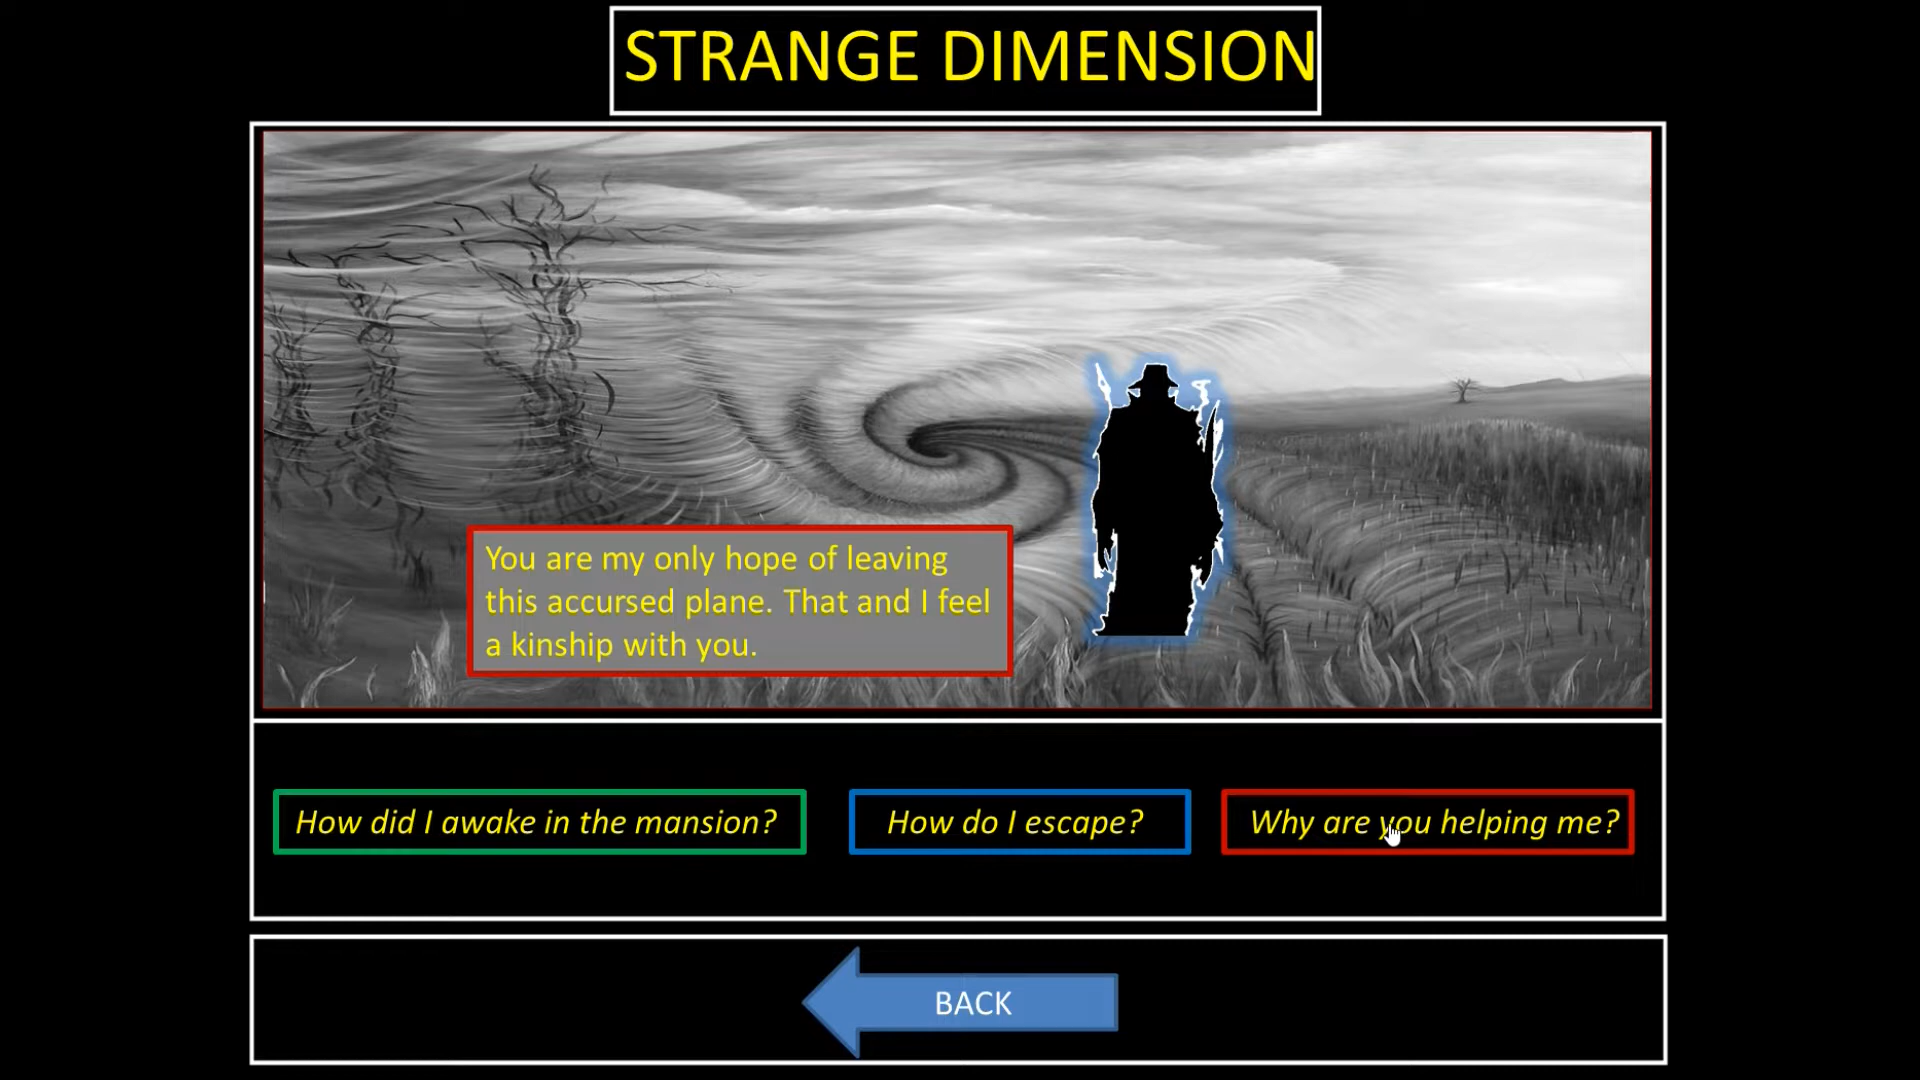 STRANGE DIMENSION
You are my only hope of leaving
this accursed plane. That and I feel
a kinship with you.
How did I awake in the mansion?
How do I escape?
Why are you helping me?
BACK